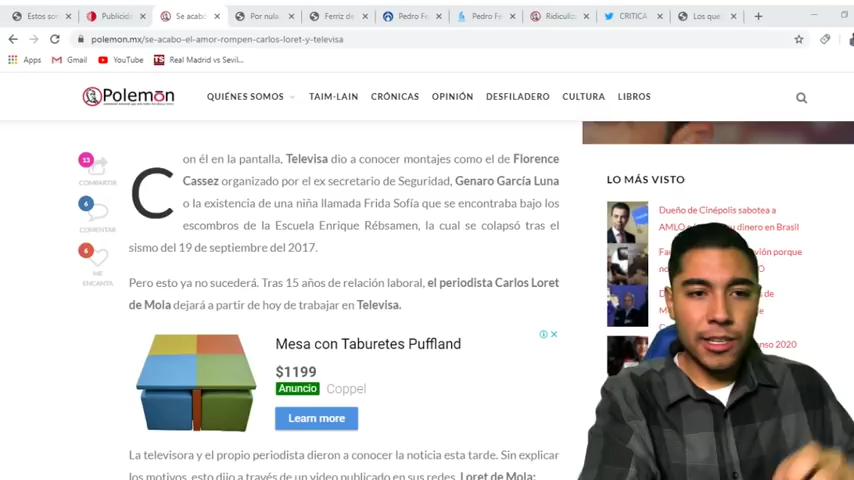 Estos son
Publicida
Se acabó
Por nula
Ferriz de
Pedro Fe
Pedro Fe
Ridiculiz
CRITICA
Los que
polemon.mx/se-acabo-el-amor-rompen-carlos-loret-y-televisa
Apps
Gmail
YouTube
TS Real Madrid vs Sevil...
Polemón
QUIÉNES SOMOS
TAIM-LAIN
CRÓNICAS
OPINIÓN
DESFILADERO
CULTURA
LIBROS
13
COMPARTIR
6
COMENTAR
6
ME
ENCANTA
Con él en la pantalla, Televisa dio a conocer montajes como el de Florence
Cassez organizado por el ex secretario de Seguridad, Genaro García Luna
o la existencia de una niña llamada Frida Sofía que se encontraba bajo los
escombros de la Escuela Enrique Rébsamen, la cual se colapsó tras el
sismo del 19 de septiembre del 2017.
Pero esto ya no sucederá. Tras 15 años de relación laboral, el periodista Carlos Loret
de Mola dejará a partir de hoy de trabajar en Televisa.
Mesa con Taburetes Puffland
$1199
Anuncio Coppel
Learn more
La televisora y el propio periodista dieron a conocer la noticia esta tarde. Sin explicar
los motivos, esto dijo a través de un video publicado en sus redes, Loret de Mola:
LO MÁS VISTO
Dueño de Cinépolis sabotea a
AMLO dinero en Brasil
avión porque
2020